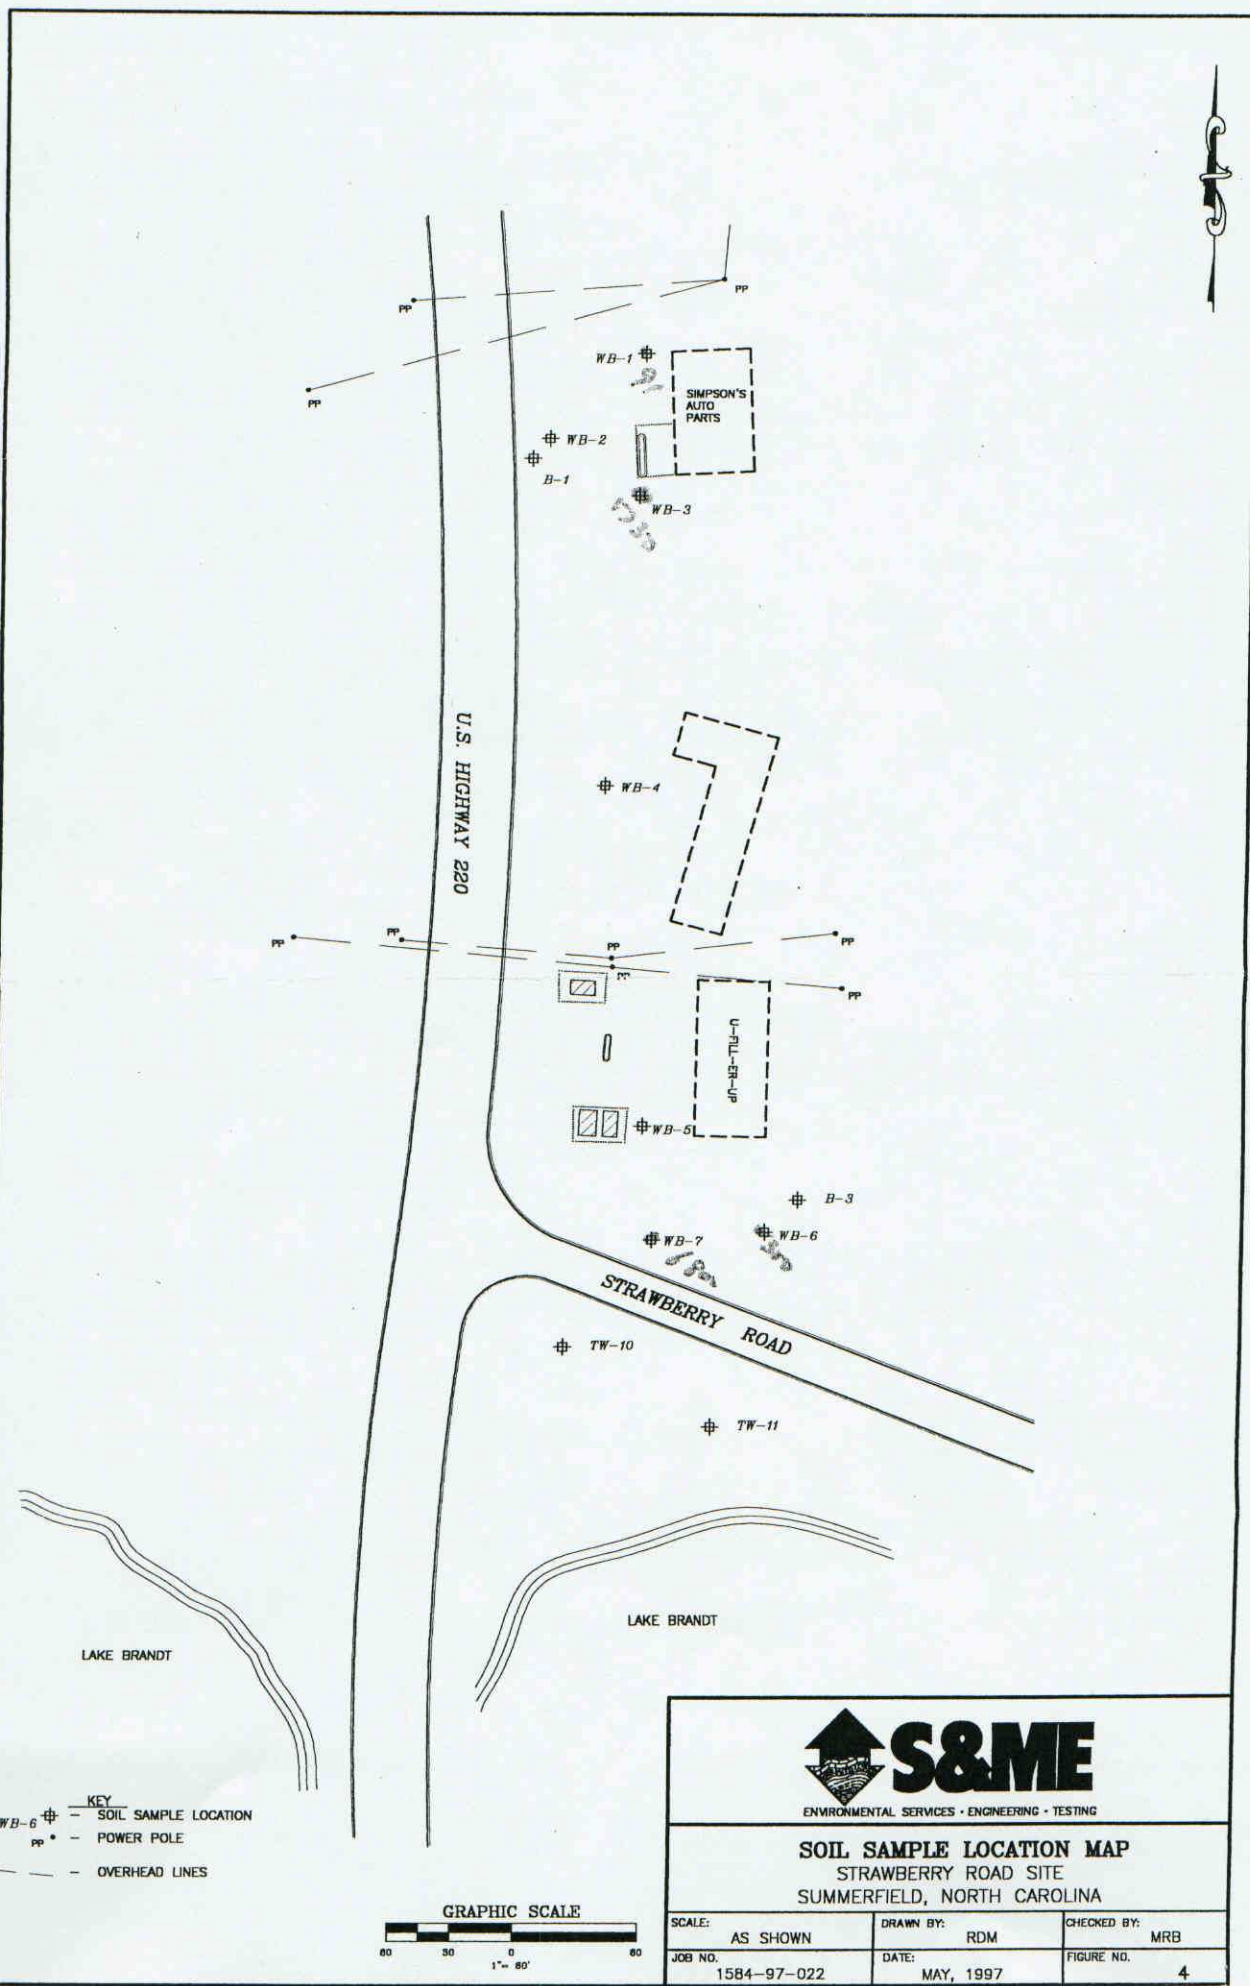 PP
PP
PP
WB-1
SIMPSON'S
AUTO
PARTS
WB-2
B-1
WB-3
U.S. HIGHWAY 220
WB-4
PP
PP
PP
PP
PP
PP
U-FILL-ER-UP
WB-5
B-3
WB-6
WB-7
STRAWBERRY ROAD
TW-10
TW-11
LAKE BRANDT
LAKE BRANDT
KEY
WB-6 - SOIL SAMPLE LOCATION
PP - POWER POLE
- OVERHEAD LINES
GRAPHIC SCALE
60 30 0 60
1"= 60'
S&ME
ENVIRONMENTAL SERVICES · ENGINEERING · TESTING
SOIL SAMPLE LOCATION MAP
STRAWBERRY ROAD SITE
SUMMERFIELD, NORTH CAROLINA
SCALE: AS SHOWN
DRAWN BY: RDM
CHECKED BY: MRB
JOB NO. 1584-97-022
DATE: MAY, 1997
FIGURE NO. 4